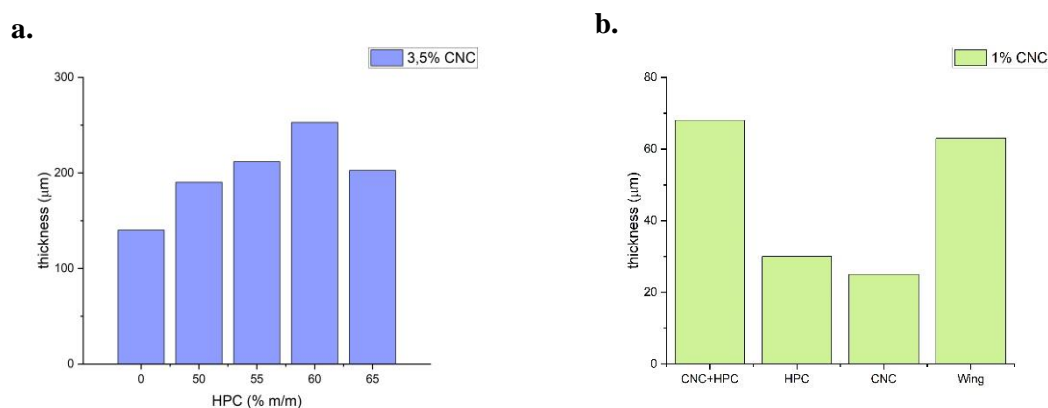 a.
3,5% CNC
300
200
100
0
thickness (μm)
0 50 55 60 65
HPC (% m/m)
b.
1% CNC
80
60
40
20
0
thickness (μm)
CNC+HPC HPC CNC Wing